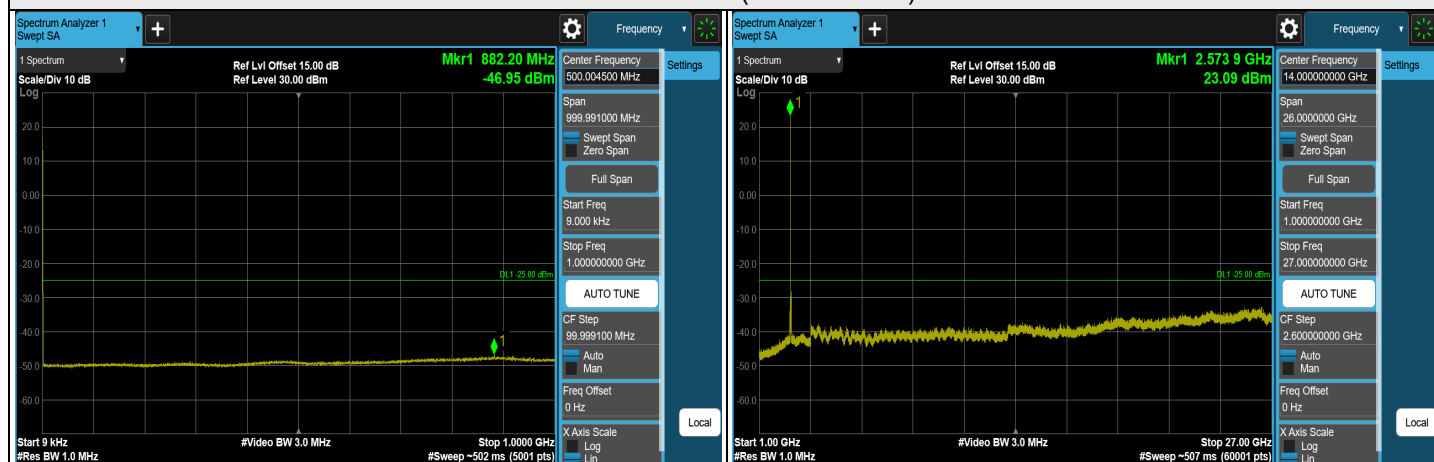 Spectrum Analyzer 1
Swept SA
+
Frequency
1 Spectrum
Scale/Div 10 dB
Log
Ref Lvl Offset 15.00 dB
Ref Level 30.00 dBm
Mkr1 882.20 MHz
-46.95 dBm
20.0
10.0
0.00
-10.0
-20.0
-30.0
-40.0
-50.0
-60.0
DL1 -25.00 dBm
1
Start 9 kHz
#Res BW 1.0 MHz
#Video BW 3.0 MHz
Stop 1.0000 GHz
#Sweep ~502 ms (5001 pts)
Center Frequency
500.004500 MHz
Span
999.991000 MHz
Swept Span
Zero Span
Full Span
Start Freq
9.000 kHz
Stop Freq
1.000000000 GHz
AUTO TUNE
CF Step
99.999100 MHz
Auto
Man
Freq Offset
0 Hz
X Axis Scale
Log
Lin
Settings
Local
Spectrum Analyzer 1
Swept SA
+
Frequency
1 Spectrum
Scale/Div 10 dB
Log
Ref Lvl Offset 15.00 dB
Ref Level 30.00 dBm
Mkr1 2.573 9 GHz
23.09 dBm
1
20.0
10.0
0.00
-10.0
-20.0
-30.0
-40.0
-50.0
-60.0
DL1 -25.00 dBm
Start 1.00 GHz
#Res BW 1.0 MHz
#Video BW 3.0 MHz
Stop 27.00 GHz
#Sweep ~507 ms (60001 pts)
Center Frequency
14.000000000 GHz
Span
26.0000000 GHz
Swept Span
Zero Span
Full Span
Start Freq
1.000000000 GHz
Stop Freq
27.000000000 GHz
AUTO TUNE
CF Step
2.600000000 GHz
Auto
Man
Freq Offset
0 Hz
X Axis Scale
Log
Lin
Settings
Local